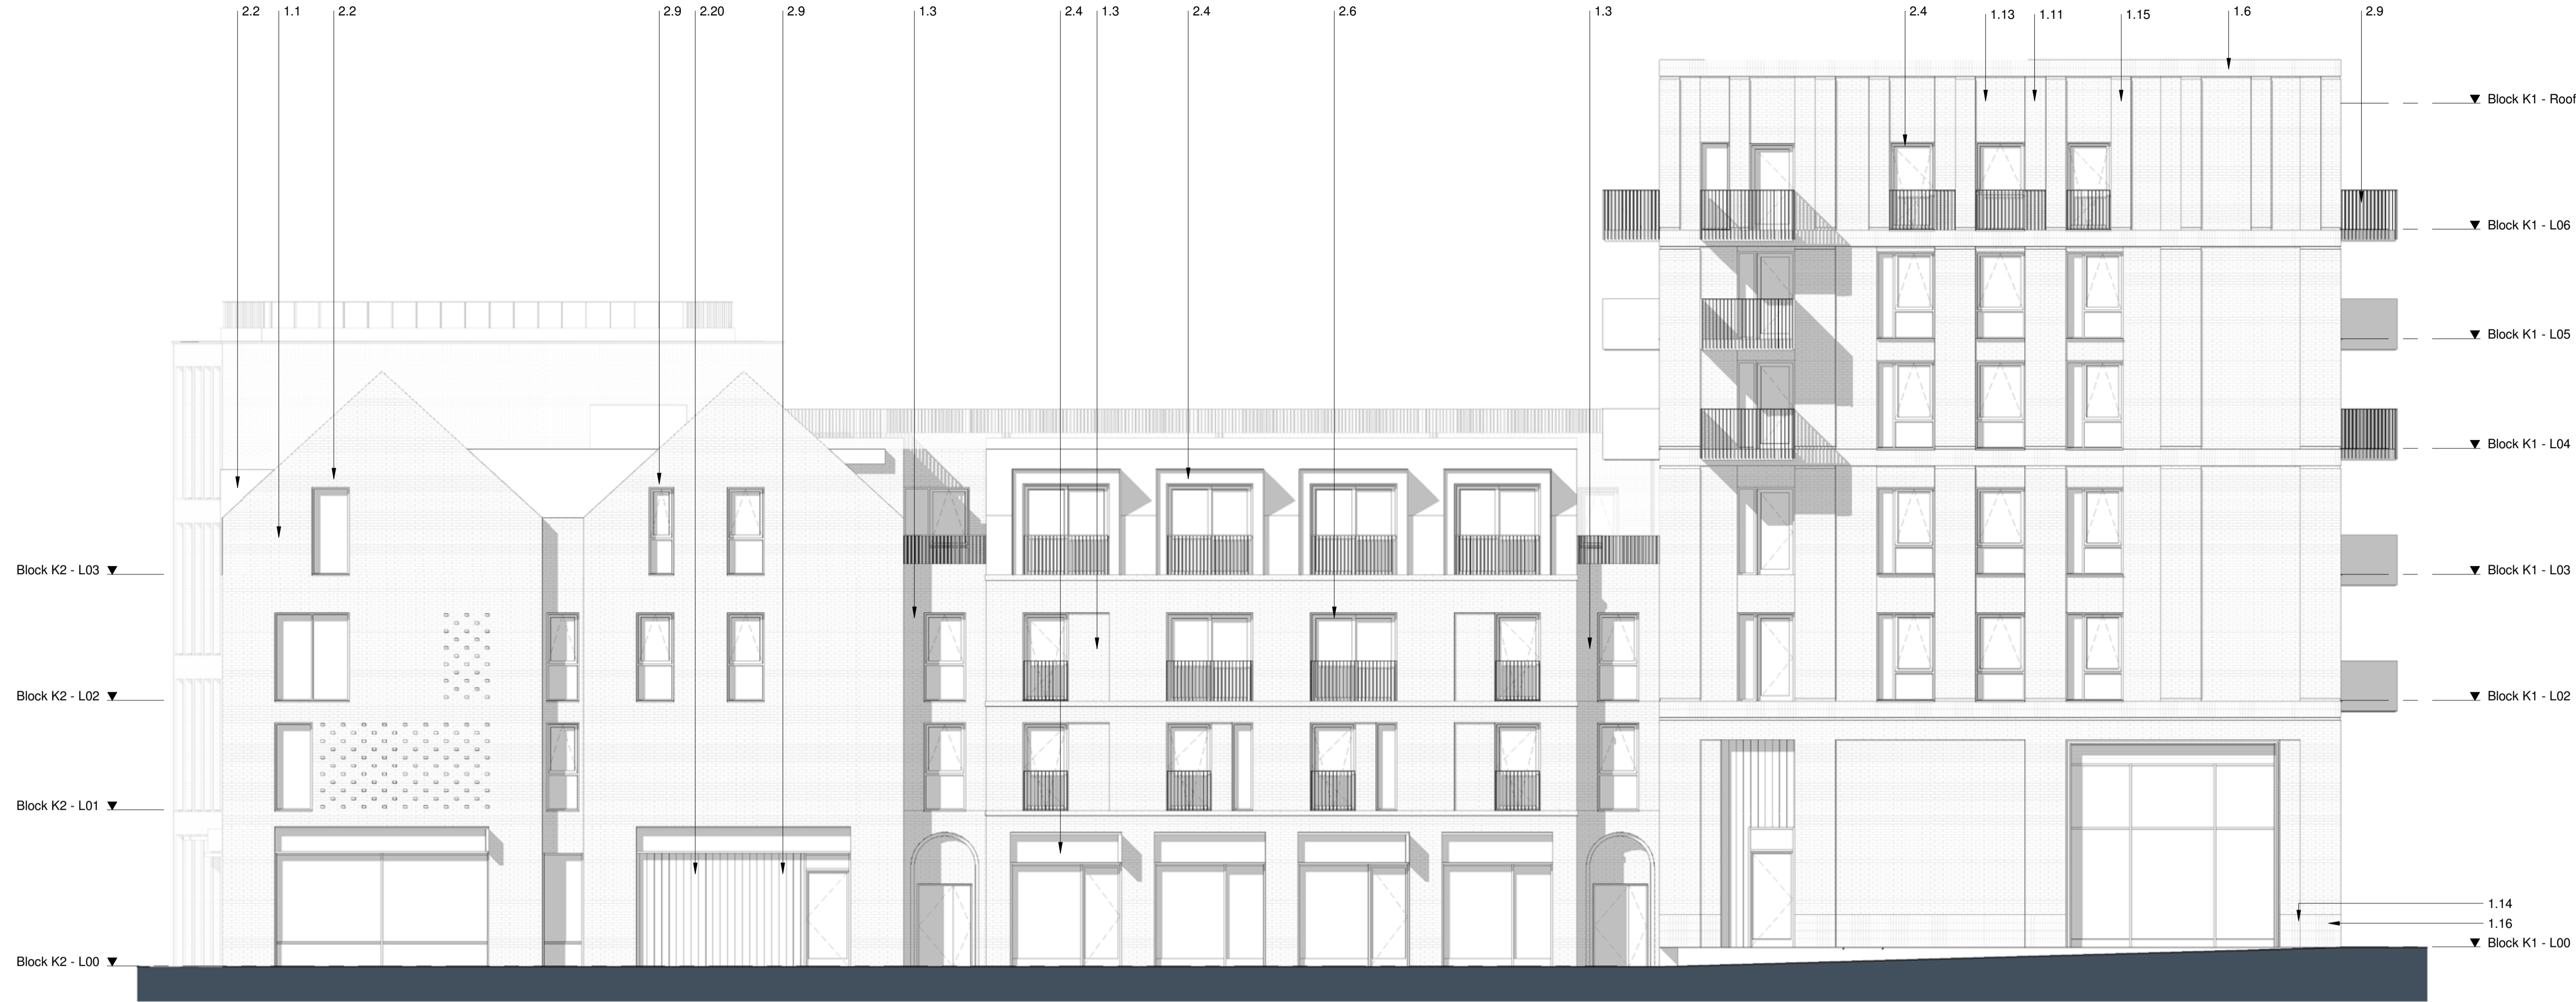 2.2
1.1
2.2
2.9
2.20
2.9
1.3
2.4
1.3
2.4
2.6
1.3
2.4
1.13
1.11
1.15
1.6
2.9
Block K1 - Roof
Block K1 - L06
Block K1 - L05
Block K1 - L04
Block K2 - L03
Block K1 - L03
Block K2 - L02
Block K1 - L02
Block K2 - L01
1.14
1.16
Block K1 - L00
Block K2 - L00